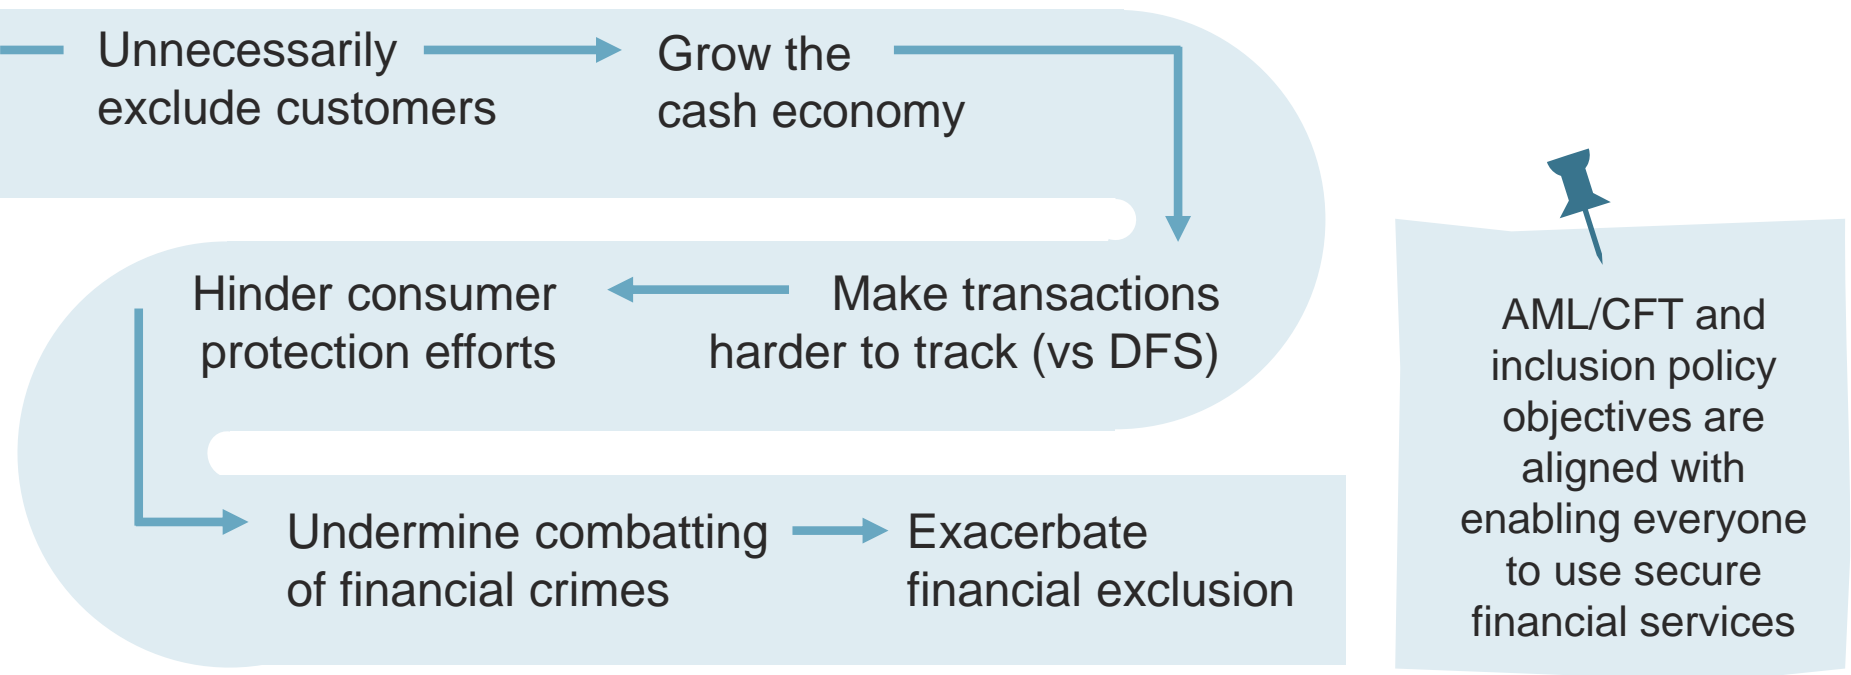 Unnecessarily
exclude customers
Grow the
cash economy
Make transactions
harder to track (vs DFS)
Hinder consumer
protection efforts
Undermine combatting
of financial crimes
Exacerbate
financial exclusion
AML/CFT and
inclusion policy
objectives are
aligned with
enabling everyone
to use secure
financial services